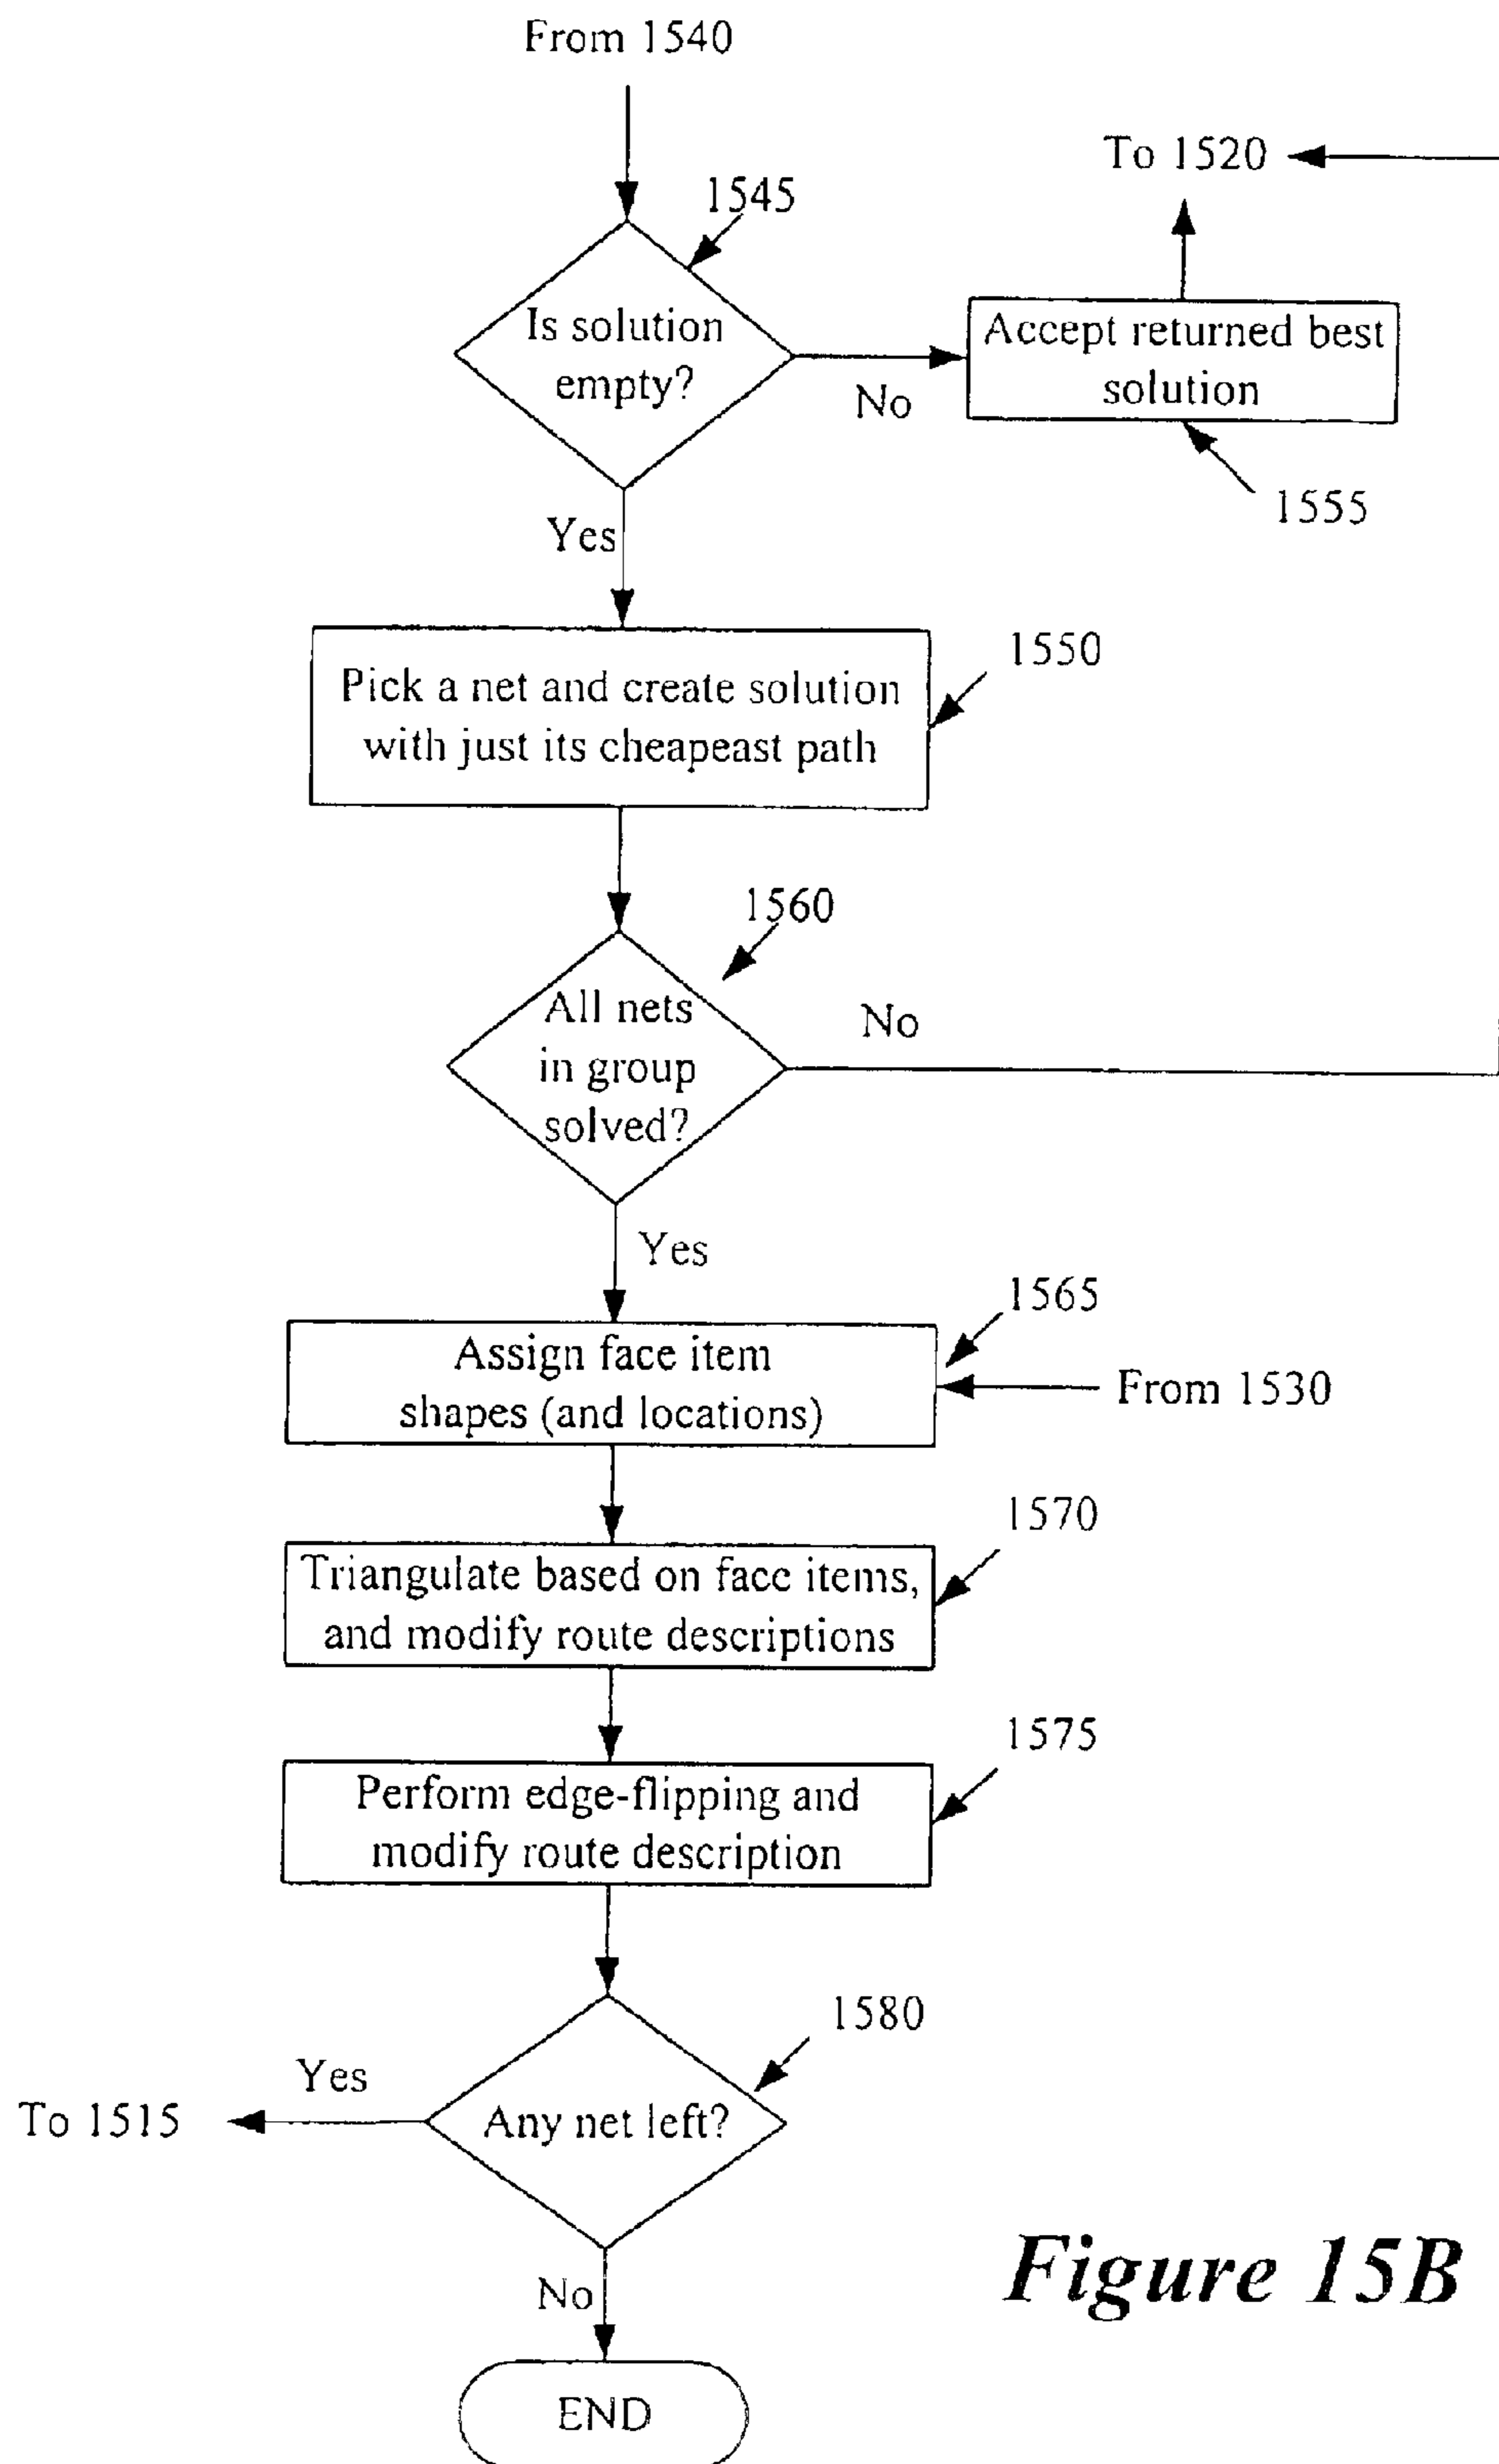 From 1540
To 1520
1545
Is solution
empty?
No
Accept returned best
solution
1555
Yes
1550
Pick a net and create solution
with just its cheapeast path
1560
All nets
in group
solved?
No
Yes
1565
Assign face item
shapes (and locations)
From 1530
1570
Triangulate based on face items,
and modify route descriptions
1575
Perform edge-flipping and
modify route description
1580
Yes
To 1515
Any net left?
No
END
Figure 15B